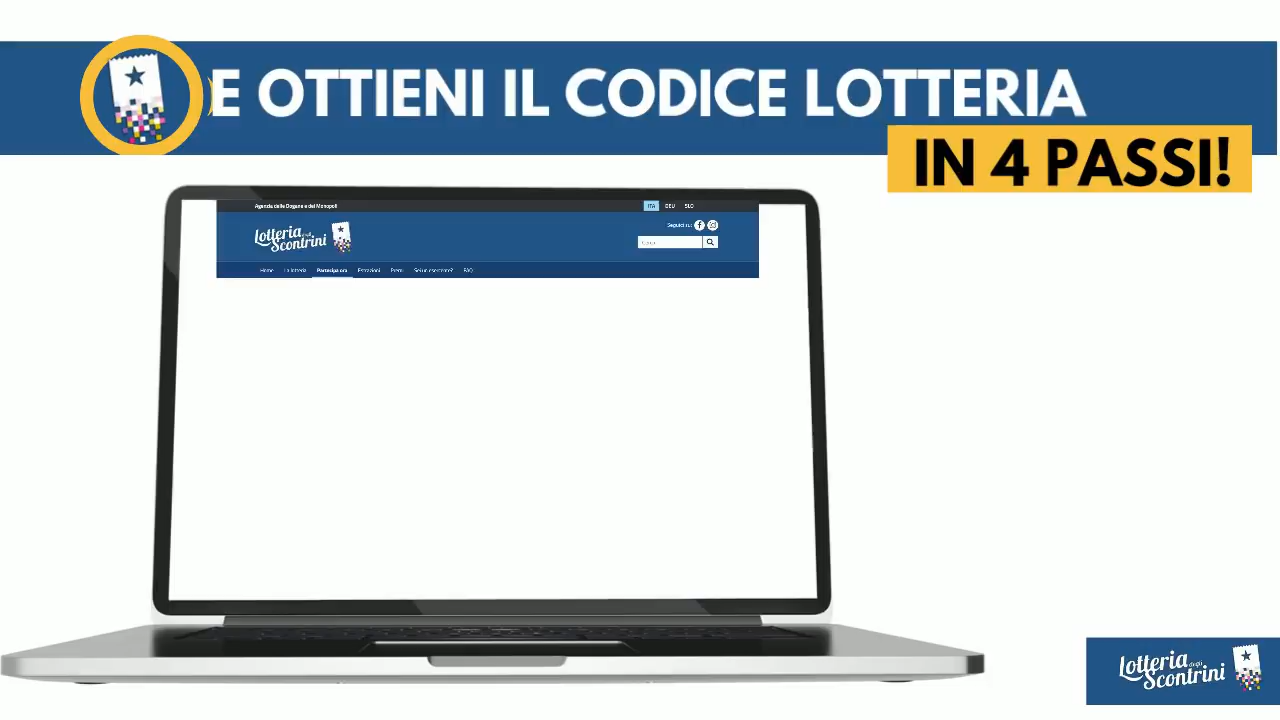 E OTTIENI IL CODICE LOTTERIA
IN 4 PASSI!
Agenzia delle Dogane e dei Monopoli
ITA DEU SLO
Seguici su:
Lotteria degli Scontrini
Cerca
Home La lotteria Partecipa ora Estrazioni Premi Sei un esercente? FAQ
Lotteria degli
Scontrini